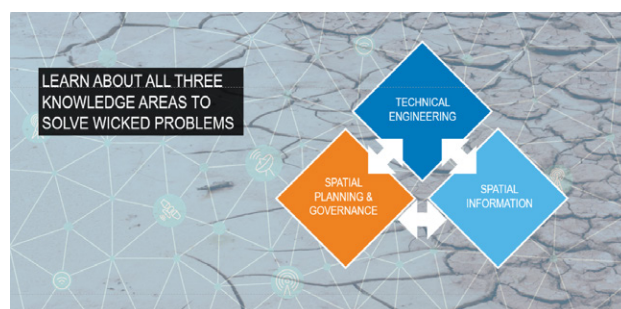 LEARN ABOUT ALL THREE
KNOWLEDGE AREAS TO
SOLVE WICKED PROBLEMS
TECHNICAL
ENGINEERING
SPATIAL
PLANNING &
GOVERNANCE
SPATIAL
INFORMATION